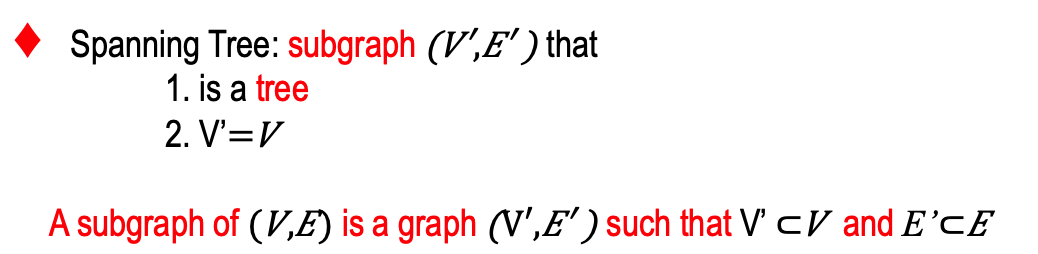 ♦ Spanning Tree: subgraph (V′,E′ ) that
1. is a tree
2. V’=V
A subgraph of (V,E) is a graph (V′,E′ ) such that V’ ⊂V and E’⊂E